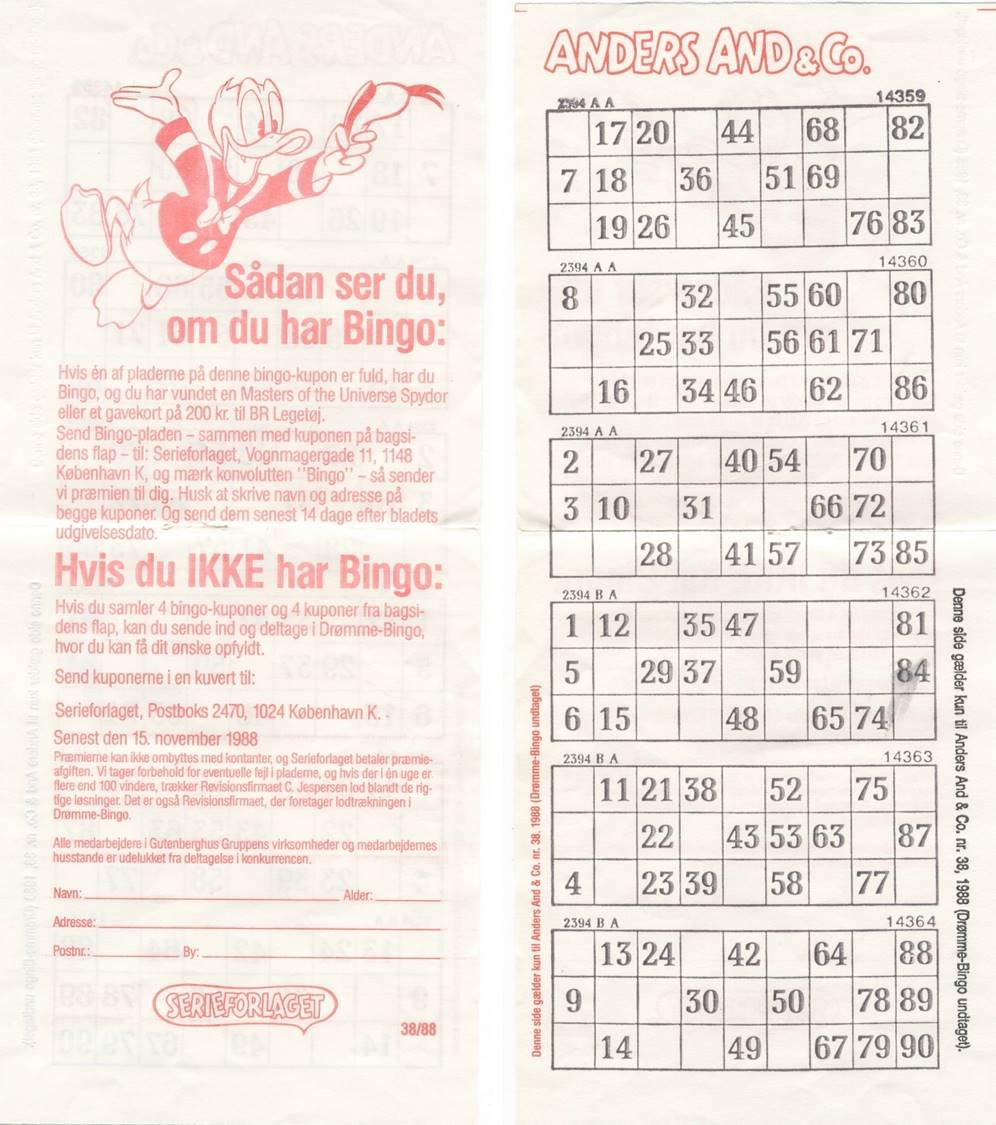 Sådan ser du,
om du har Bingo:
Hvis én af pladerne på denne bingo-kupon er fuld, har du
Bingo, og du har vundet en Masters of the Universe Spydor
eller et gavekort på 200 kr. til BR Legetøj.
Send Bingo-pladen – sammen med kuponen på bagsi-
dens flap – til: Serieforlaget, Vognmagergade 11, 1148
København K, og mærk konvolutten "Bingo" – så sender
vi præmien til dig. Husk at skrive navn og adresse på
begge kuponer. Og send dem senest 14 dage efter bladets
udgivelsesdato.
Hvis du IKKE har Bingo:
Hvis du samler 4 bingo-kuponer og 4 kuponer fra bagsi-
dens flap, kan du sende ind og deltage i Drømme-Bingo,
hvor du kan få dit ønske opfyldt.
Send kuponerne i en kuvert til:
Serieforlaget, Postboks 2470, 1024 København K.
Senest den 15. november 1988
Præmierne kan ikke ombyttes med kontanter, og Serieforlaget betaler præmie-
afgiften. Vi tager forbehold for eventuelle fejl i pladerne, og hvis der i én uge er
flere end 100 vindere, trækker Revisionsfirmaet C. Jespersen lod blandt de rig-
tige løsninger. Det er også Revisionsfirmaet, der foretager lodtrækningen i
Drømme-Bingo.
Alle medarbejdere i Gutenberghus Gruppens virksomheder og medarbejdernes
husstande er udelukket fra deltagelse i konkurrencen.
Navn: Alder:
Adresse:
Postnr.: By:
SERIEFORLAGET
38/88
ANDERS AND & Co.
2394 A A 14359
17 20 44 68 82
7 18 36 51 69
19 26 45 76 83
2394 A A 14360
8 32 55 60 80
25 33 56 61 71
16 34 46 62 86
2394 A A 14361
2 27 40 54 70
3 10 31 66 72
28 41 57 73 85
2394 B A 14362
1 12 35 47 81
5 29 37 59 84
6 15 48 65 74
2394 B A 14363
11 21 38 52 75
22 43 53 63 87
4 23 39 58 77
2394 B A 14364
13 24 42 64 88
9 30 50 78 89
14 49 67 79 90
Denne side gælder kun til Anders And & Co. nr. 38, 1988 (Drømme-Bingo undtaget)
Denne side gælder kun til Anders And & Co. nr. 38, 1988 (Drømme-Bingo undtaget).